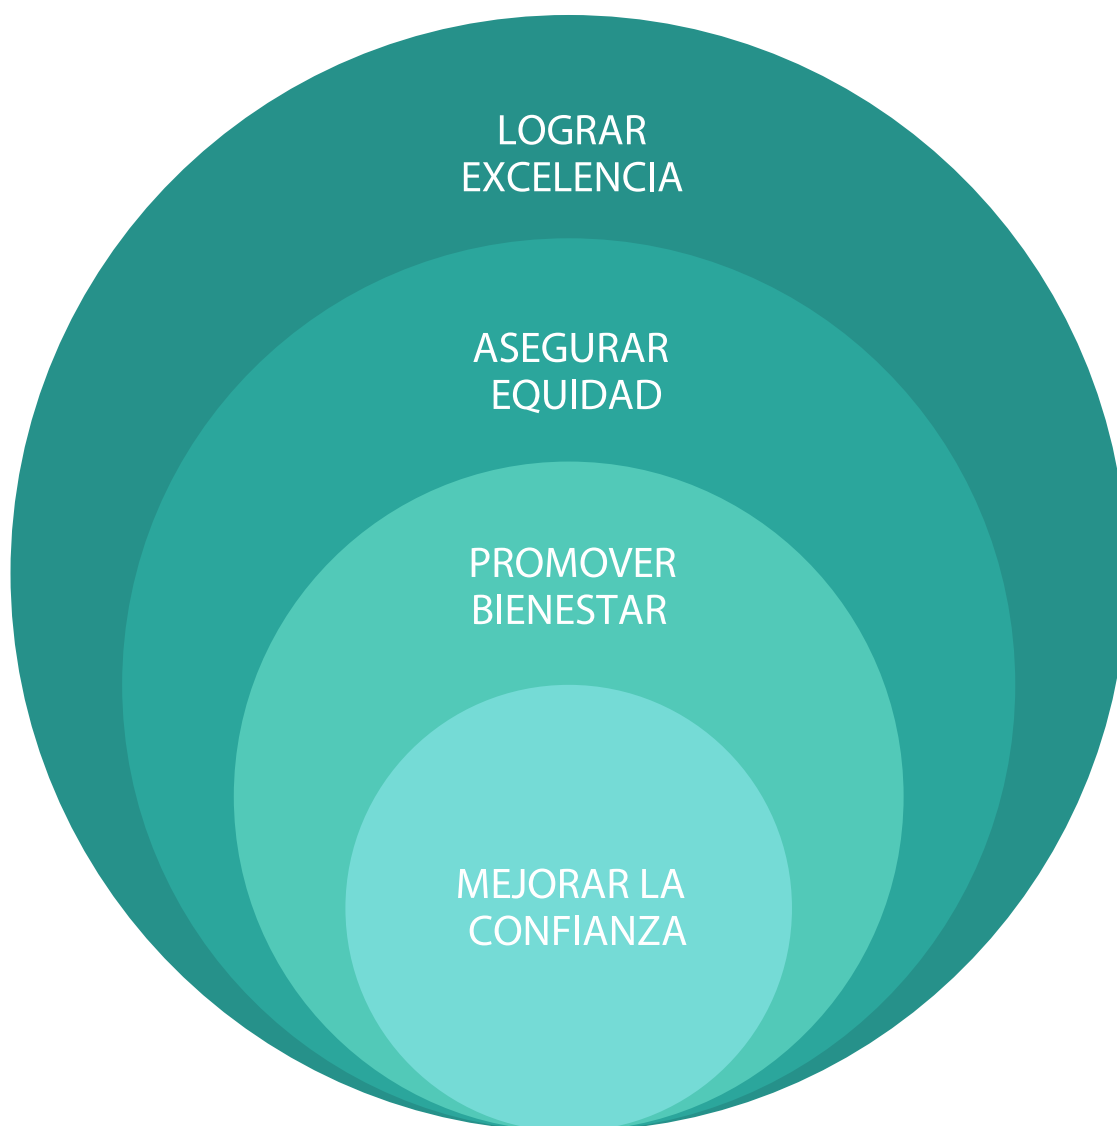 LOGRAR
EXCELENCIA
ASEGURAR
EQUIDAD
PROMOVER
BIENESTAR
MEJORAR LA
CONFIANZA